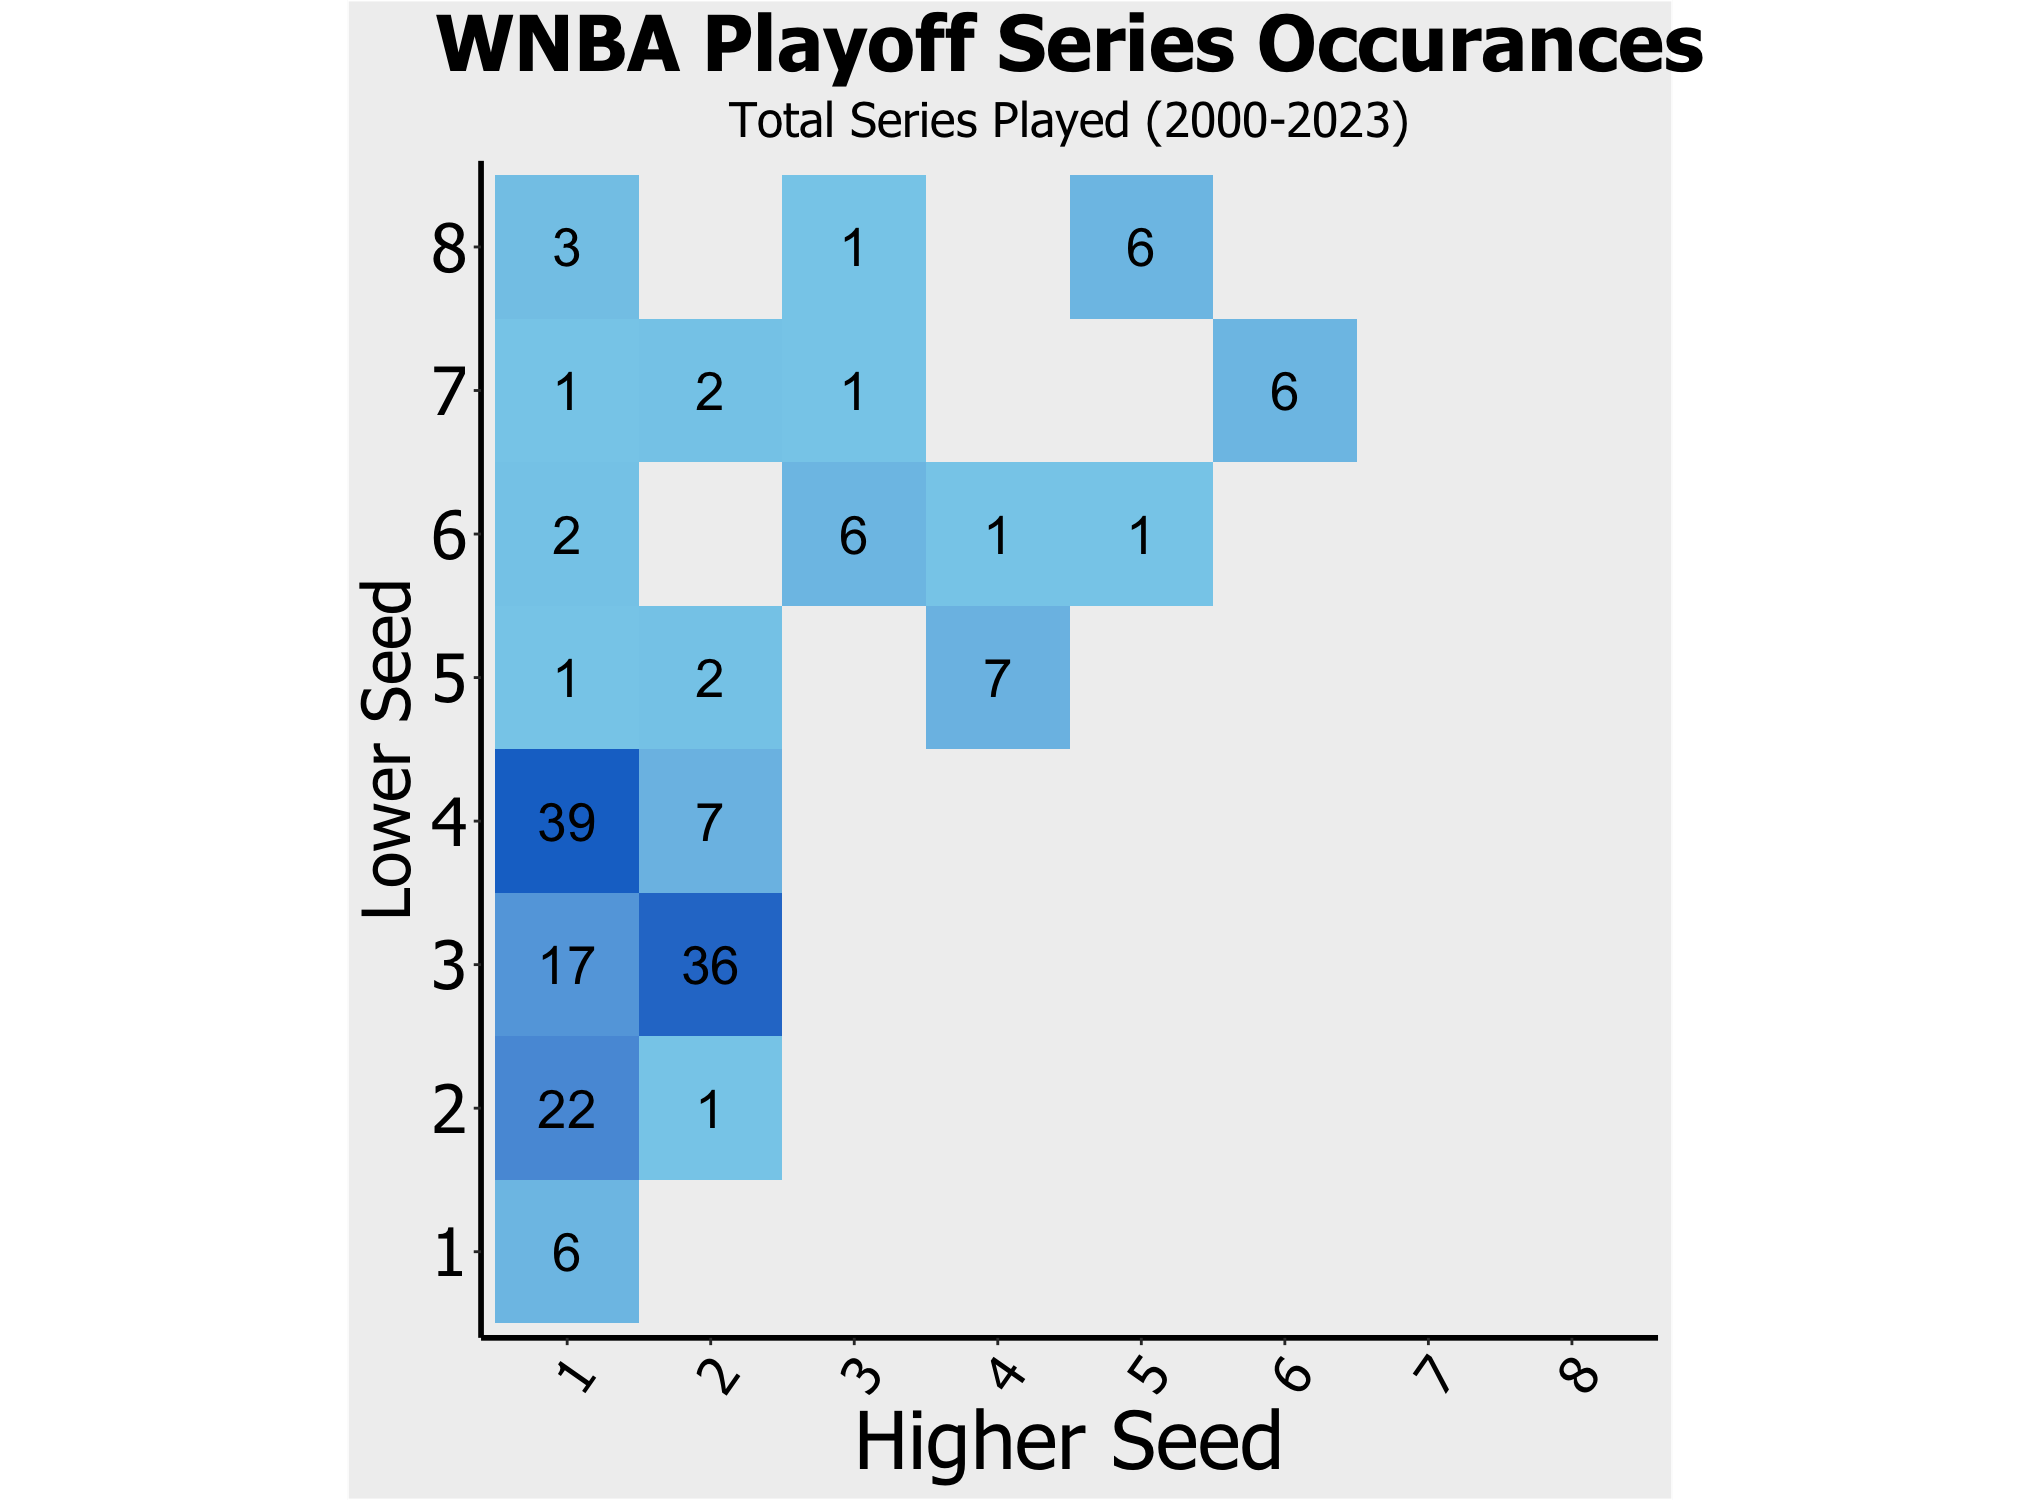 WNBA Playoff Series Occurances
Total Series Played (2000-2023)
8 3 1 6
7 1 2 1 6
6 2 6 1 1
5 1 2 7
4 39 7
3 17 36
2 22 1
1 6
Lower Seed
1 2 3 4 5 6 7 8
Higher Seed